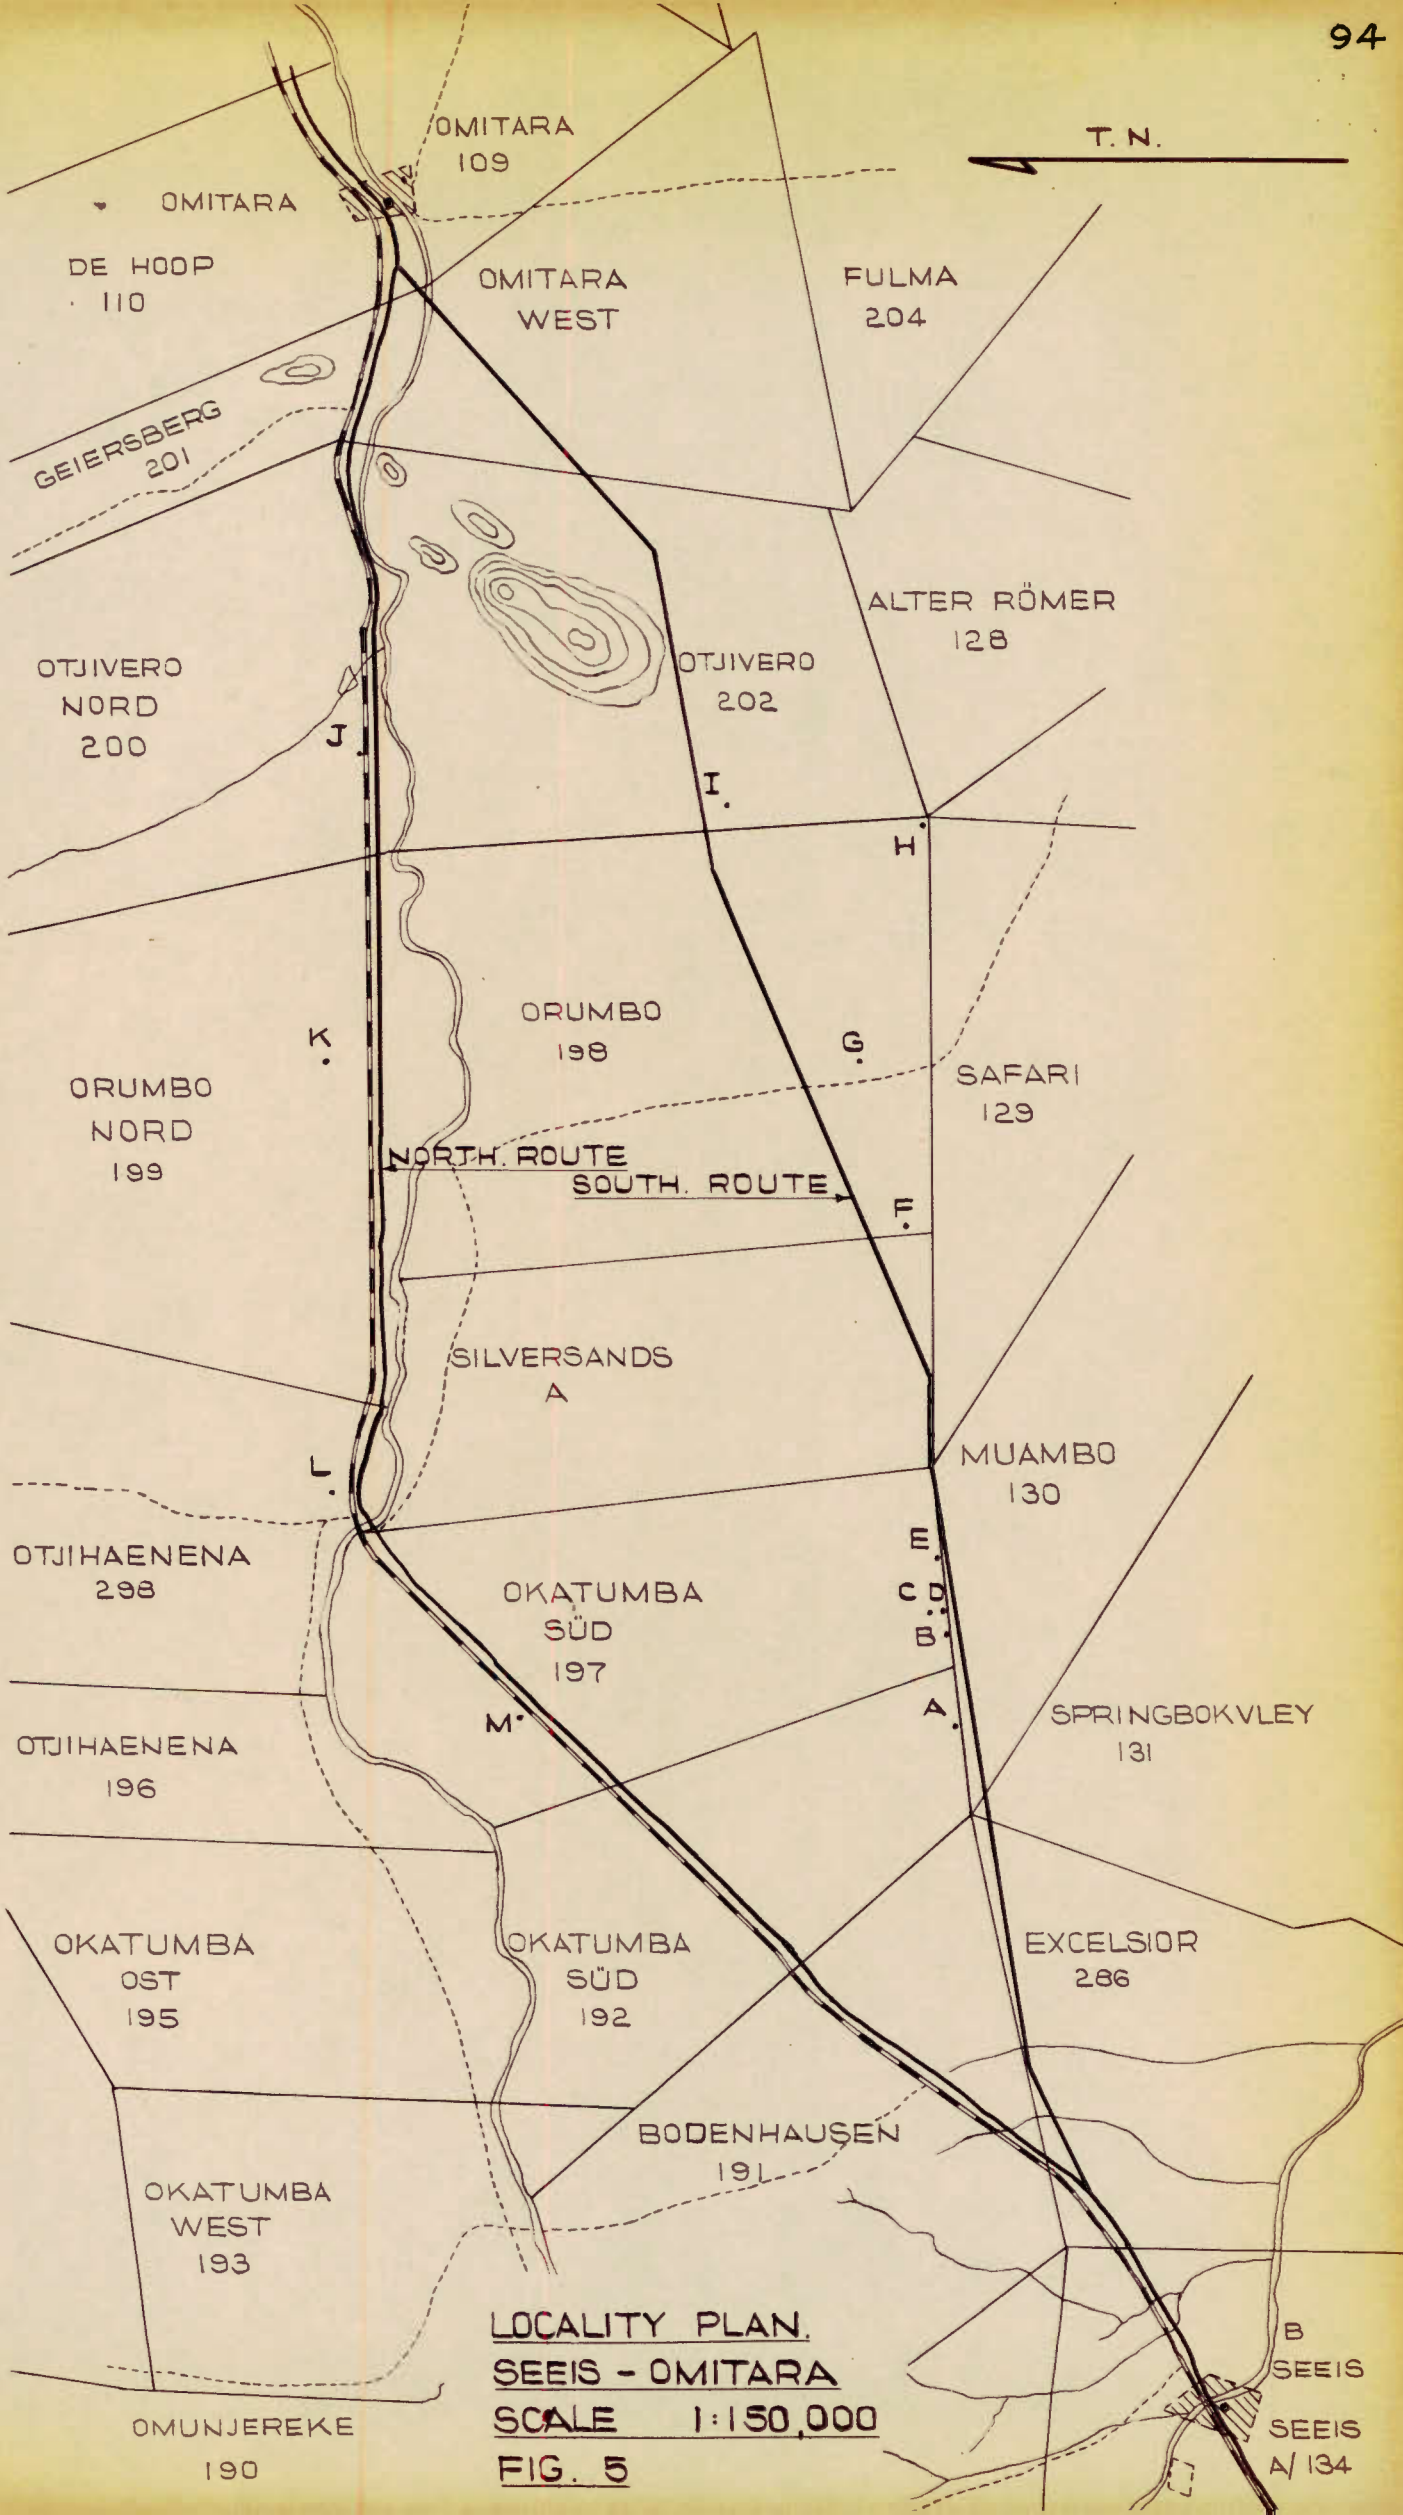 94
T. N.
OMITARA
109
OMITARA
DE HOOP
110
OMITARA
WEST
FULMA
204
GEIERSBERG
201
ALTER RÖMER
128
OTJIVERO
NORD
200
OTJIVERO
202
J
I
H
ORUMBO
198
K
G
ORUMBO
NORD
199
SAFARI
129
NORTH. ROUTE
SOUTH. ROUTE
F
SILVERSANDS
A
L
MUAMBO
130
OTJIHAENENA
298
E
C D
B
OKATUMBA
SÜD
197
M
A
SPRINGBOKVLEY
131
OTJIHAENENA
196
OKATUMBA
OST
195
OKATUMBA
SÜD
192
EXCELSIOR
286
BODENHAUSEN
191
OKATUMBA
WEST
193
LOCALITY PLAN.
SEEIS - OMITARA
SCALE 1:150,000
FIG. 5
B
SEEIS
SEEIS
A/ 134
OMUNJEREKE
190